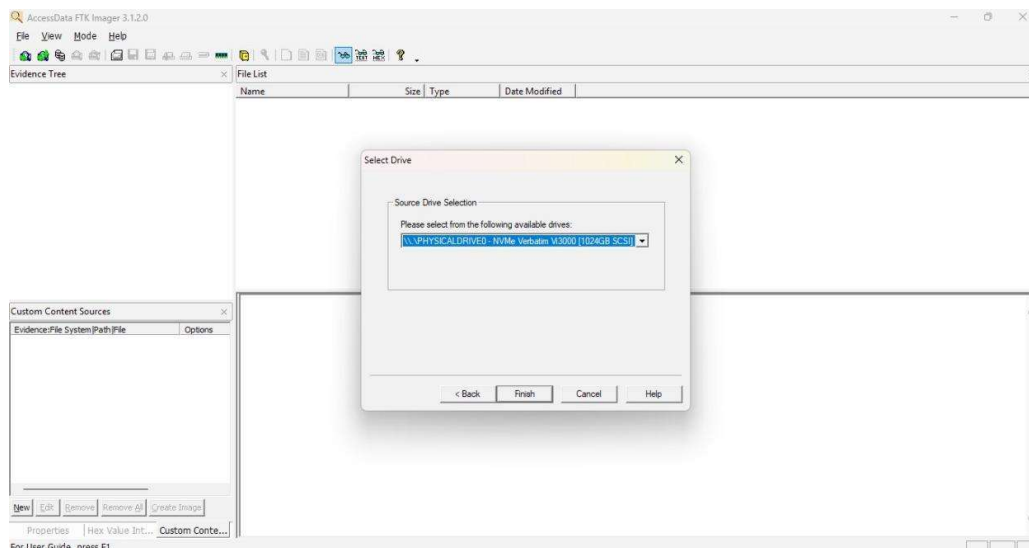 AccessData FTK Imager 3.1.2.0
File View Mode Help
Evidence Tree
File List
Name Size Type Date Modified
Select Drive
Source Drive Selection
Please select from the following available drives:
\\.\PHYSICALDRIVE0 - NVMe Verbatim Vi3000 [1024GB SCSI]
< Back Finish Cancel Help
Custom Content Sources
Evidence:File System|Path|File Options
New Edit Remove Remove All Create Image
Properties Hex Value Int... Custom Conte...
For User Guide, press F1